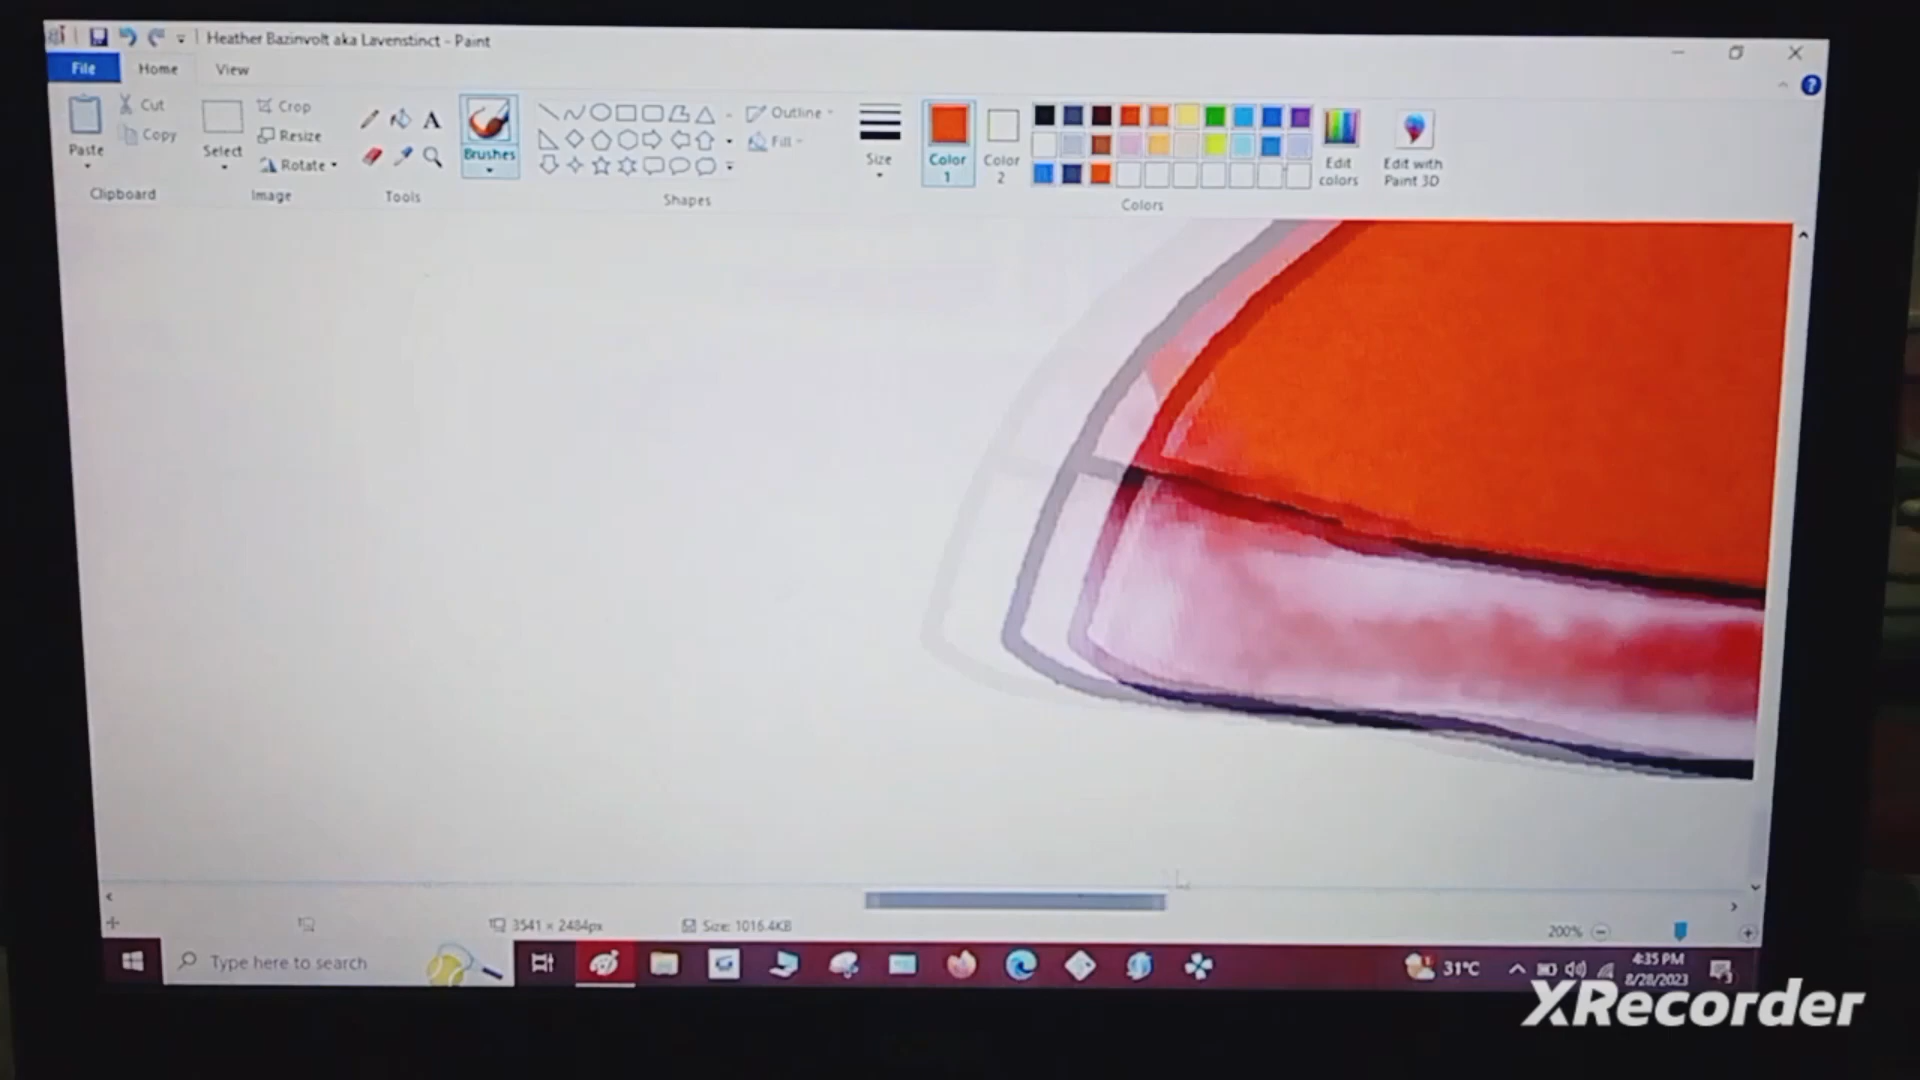 Heather Bazinvolt aka Lavenstinct - Paint
File Home View
Paste
Cut
Copy
Clipboard
Select
Crop
Resize
Rotate
Image
A
Tools
Brushes
Shapes
Outline
Fill
Size
Color 1
Color 2
Colors
Edit colors
Edit with Paint 3D
3541 × 2484px
Size: 1016.4KB
200%
Type here to search
31°C
4:35 PM
8/28/2023
XRecorder